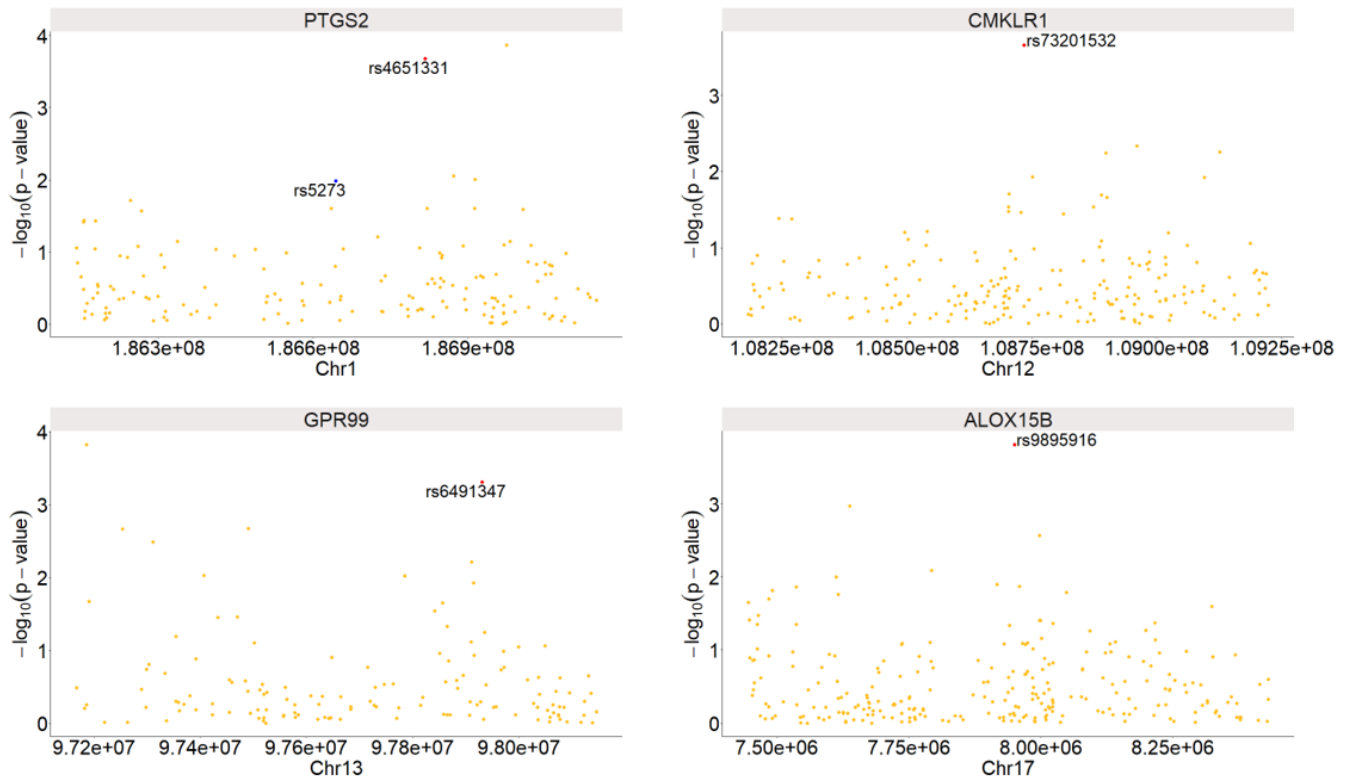 PTGS2
4
3
2
1
0
−log₁₀(p − value)
rs4651331
rs5273
1.863e+08
1.866e+08
1.869e+08
Chr1
CMKLR1
3
2
1
0
−log₁₀(p − value)
rs73201532
1.0825e+08
1.0850e+08
1.0875e+08
1.0900e+08
1.0925e+08
Chr12
GPR99
4
3
2
1
0
−log₁₀(p − value)
rs6491347
9.72e+07
9.74e+07
9.76e+07
9.78e+07
9.80e+07
Chr13
ALOX15B
3
2
1
0
−log₁₀(p − value)
rs9895916
7.50e+06
7.75e+06
8.00e+06
8.25e+06
Chr17